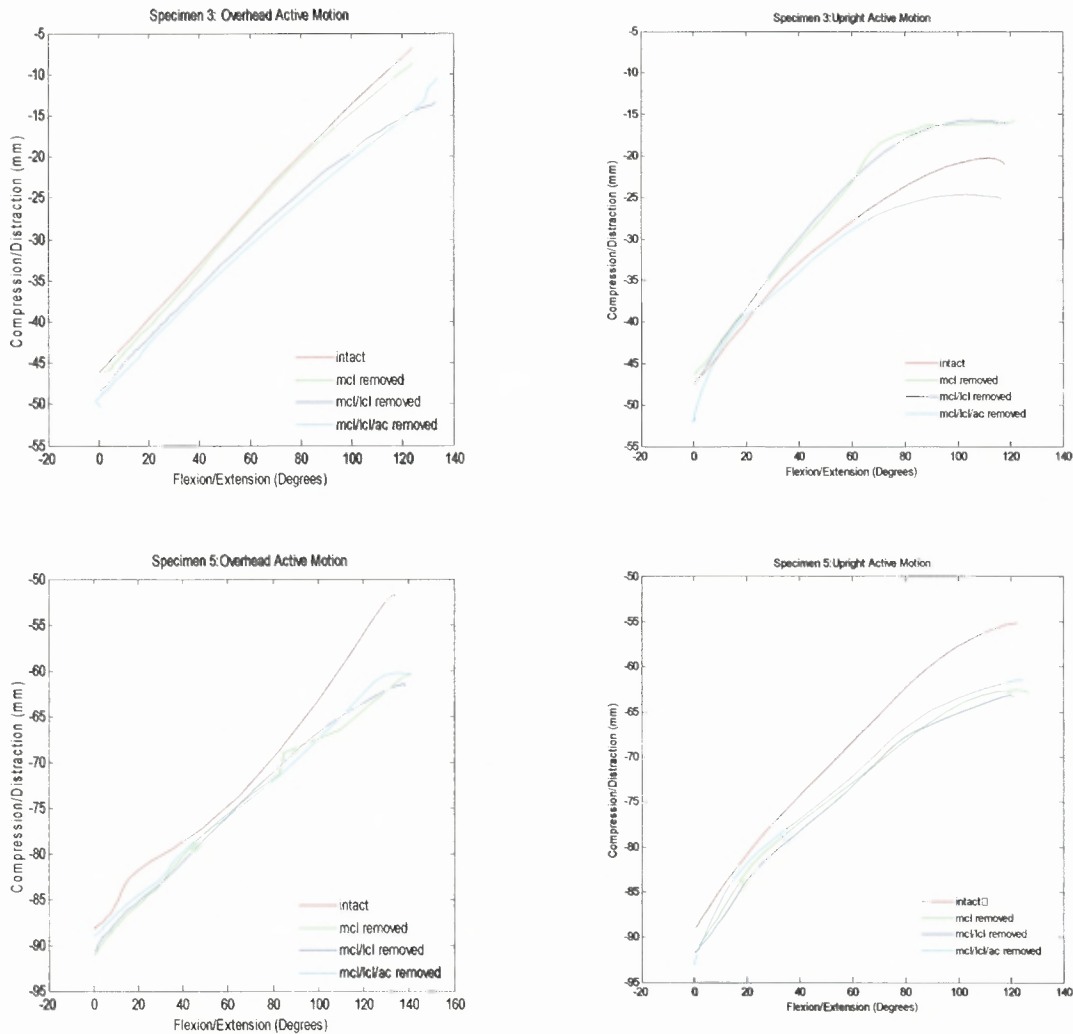 Specimen 3: Overhead Active Motion
-5
-10
-15
-20
-25
-30
-35
-40
-45
-50
-55
Compression/Distraction (mm)
intact
mcl removed
mcl/lcl removed
mcl/lcl/ac removed
-20 0 20 40 60 80 100 120 140
Flexion/Extension (Degrees)
Specimen 3:Upright Active Motion
-5
-10
-15
-20
-25
-30
-35
-40
-45
-50
-55
Compression/Distraction (mm)
intact
mcl removed
mcl/lcl removed
mcl/lcl/ac removed
-20 0 20 40 60 80 100 120 140
Flexion/Extension (Degrees)
Specimen 5:Overhead Active Motion
-50
-55
-60
-65
-70
-75
-80
-85
-90
-95
Compression/Distraction (mm)
intact
mcl removed
mcl/lcl removed
mcl/lcl/ac removed
-20 0 20 40 60 80 100 120 140 160
Flexion/Extension (Degrees)
Specimen 5:Upright Active Motion
-50
-55
-60
-65
-70
-75
-80
-85
-90
-95
Compression/Distraction (mm)
intact□
mcl removed
mcl/lcl removed
mcl/lcl/ac removed
-20 0 20 40 60 80 100 120 140
Flexion/Extension (Degrees)